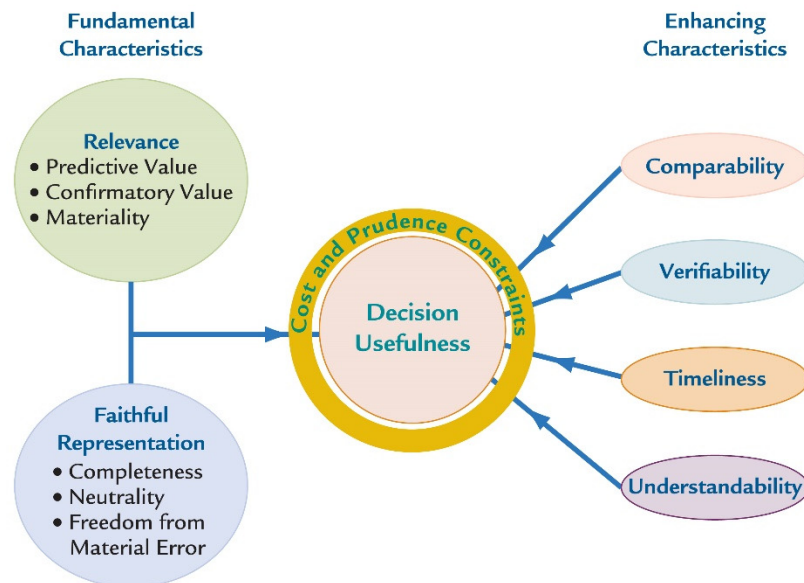 Fundamental
Characteristics
Relevance
• Predictive Value
• Confirmatory Value
• Materiality
Faithful
Representation
• Completeness
• Neutrality
• Freedom from
Material Error
Cost and Prudence Constraints
Decision
Usefulness
Enhancing
Characteristics
Comparability
Verifiability
Timeliness
Understandability